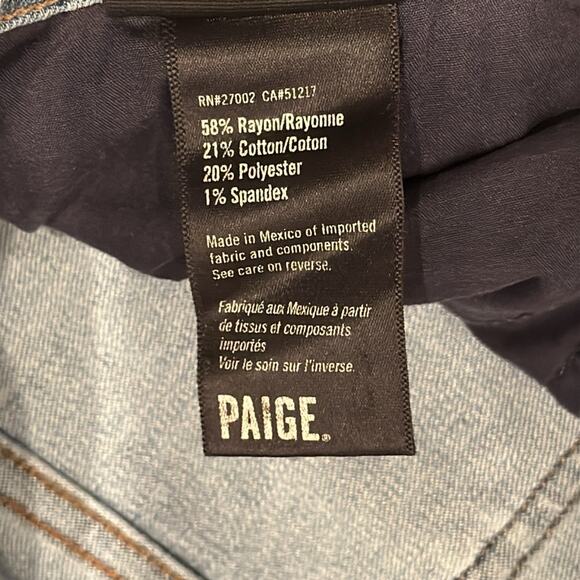 RN#27002 CA#51217
58% Rayon/Rayonne
21% Cotton/Coton
20% Polyester
1% Spandex
Made in Mexico of Imported
fabric and components.
See care on reverse.
Fabriqué aux Mexique à partir
de tissus et composants
importés
Voir le soin sur l'inverse.
PAIGE®